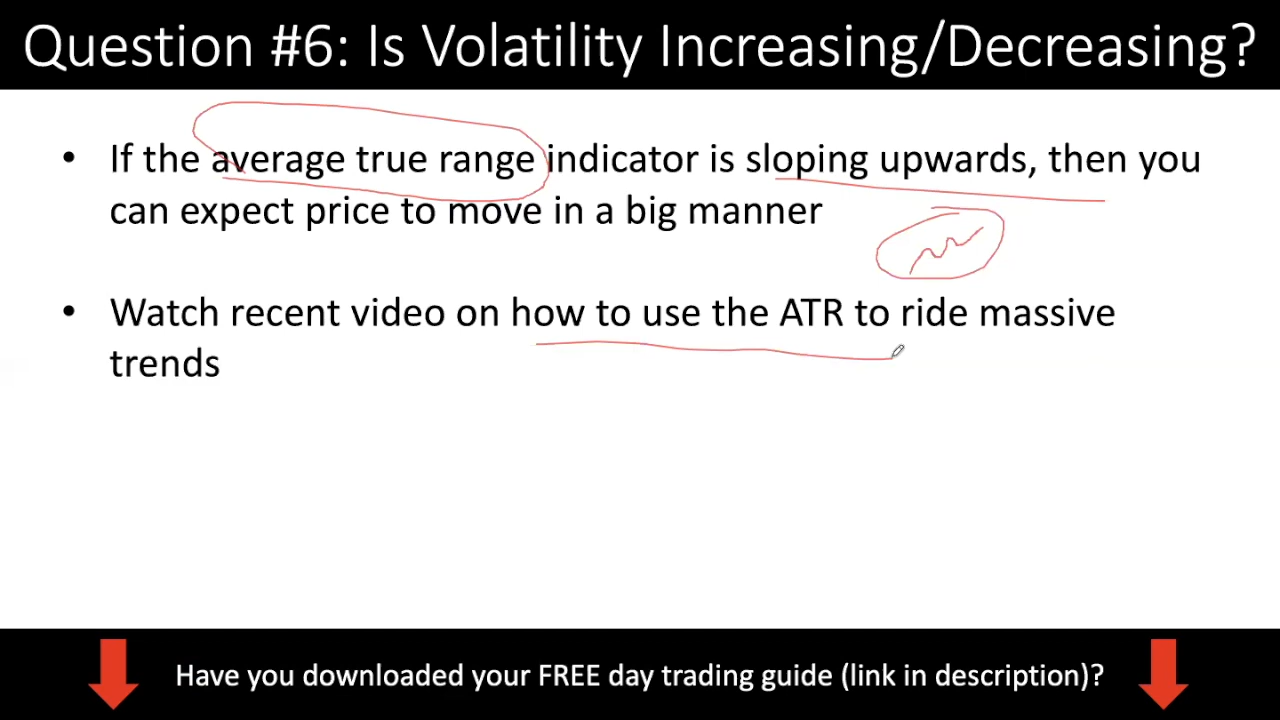 Question #6: Is Volatility Increasing/Decreasing?
• If the average true range indicator is sloping upwards, then you
can expect price to move in a big manner
• Watch recent video on how to use the ATR to ride massive
trends
Have you downloaded your FREE day trading guide (link in description)?